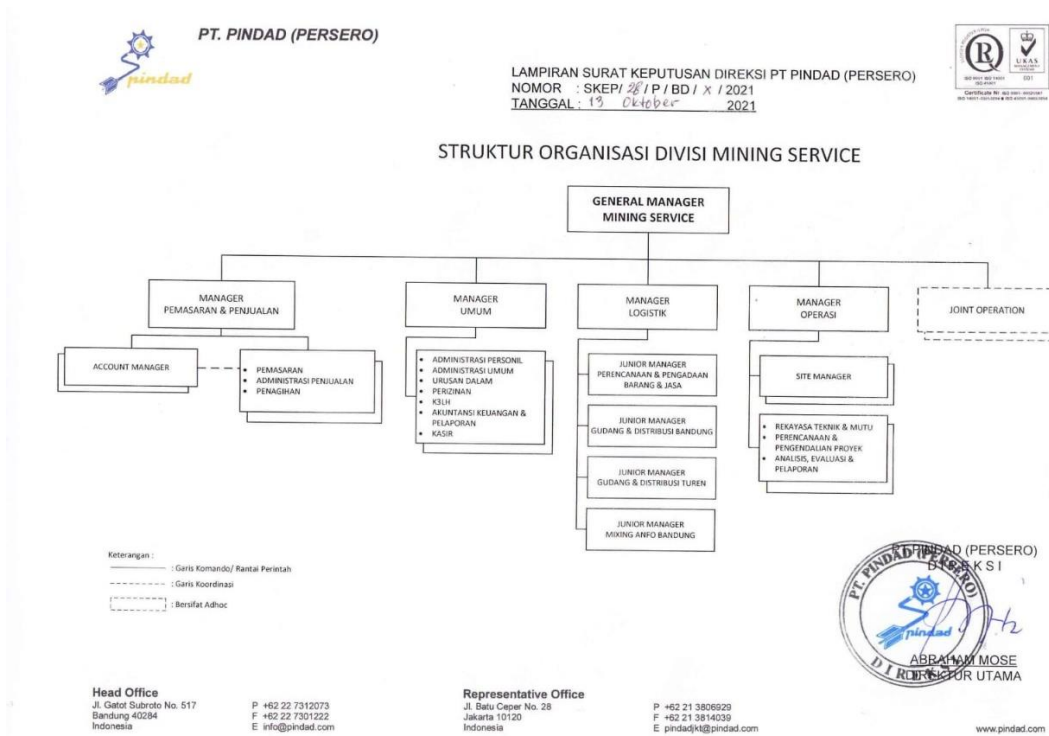 pindad
PT. PINDAD (PERSERO)
LAMPIRAN SURAT KEPUTUSAN DIREKSI PT PINDAD (PERSERO)
NOMOR : SKEP/ 28 / P / BD / X / 2021
TANGGAL : 13 Oktober 2021
R
UKAS
001
STRUKTUR ORGANISASI DIVISI MINING SERVICE
GENERAL MANAGER
MINING SERVICE
MANAGER
PEMASARAN & PENJUALAN
MANAGER
UMUM
MANAGER
LOGISTIK
MANAGER
OPERASI
JOINT OPERATION
ACCOUNT MANAGER
• PEMASARAN
• ADMINISTRASI PENJUALAN
• PENAGIHAN
• ADMINISTRASI PERSONIL
• ADMINISTRASI UMUM
• URUSAN DALAM
• PERIZINAN
• K3LH
• AKUNTANSI KEUANGAN &
PELAPORAN
• KASIR
JUNIOR MANAGER
PERENCANAAN & PENGADAAN
BARANG & JASA
JUNIOR MANAGER
GUDANG & DISTRIBUSI BANDUNG
JUNIOR MANAGER
GUDANG & DISTRIBUSI TUREN
JUNIOR MANAGER
MIXING ANFO BANDUNG
SITE MANAGER
• REKAYASA TEKNIK & MUTU
• PERENCANAAN &
PENGENDALIAN PROYEK
• ANALISIS, EVALUASI &
PELAPORAN
Keterangan :
: Garis Komando/ Rantai Perintah
: Garis Koordinasi
: Bersifat Adhoc
PT. PINDAD (PERSERO)
DIREKSI
PT. PINDAD (PERSERO)
pindad
DIREKSI
ABRAHAM MOSE
DIREKTUR UTAMA
Head Office
Jl. Gatot Subroto No. 517
Bandung 40284
Indonesia
P +62 22 7312073
F +62 22 7301222
E info@pindad.com
Representative Office
Jl. Batu Ceper No. 28
Jakarta 10120
Indonesia
P +62 21 3806929
F +62 21 3814039
E pindadjkt@pindad.com
www.pindad.com